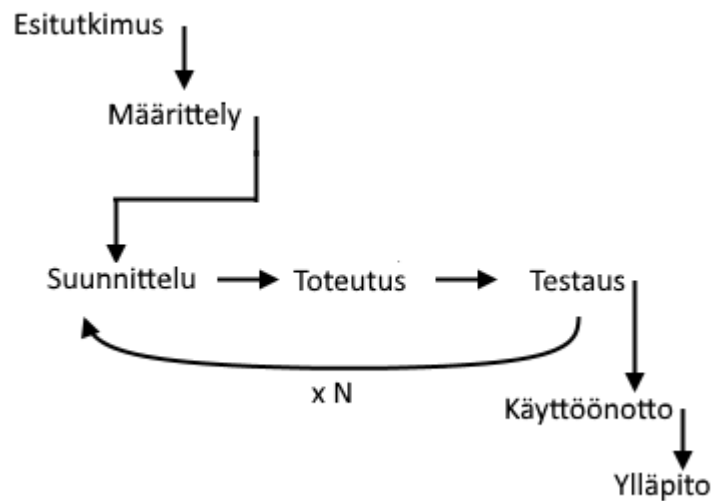 Esitutkimus
Määrittely
Suunnittelu
Toteutus
Testaus
x N
Käyttöönotto
Ylläpito